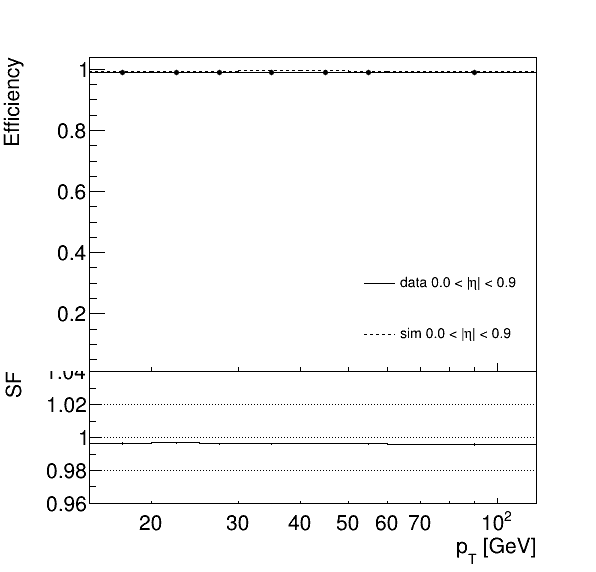 Efficiency
1
0.8
0.6
0.4
0.2
data 0.0 < |η| < 0.9
sim 0.0 < |η| < 0.9
SF
1.04
1.02
1
0.98
0.96
20 30 40 50 60 70 10²
p_T [GeV]